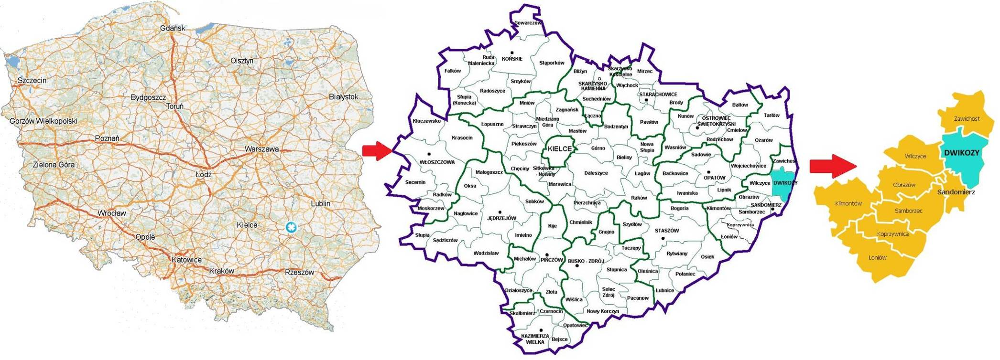 Gdańsk
Olsztyn
Szczecin
Białystok
Bydgoszcz
Toruń
Gorzów Wielkopolski
Poznań
Warszawa
Zielona Góra
Łódź
Lublin
Wrocław
Kielce
Opole
Katowice
Kraków
Rzeszów
Gowarczów
Ruda
Maleniecka
KOŃSKIE
Stąporków
Fałków
Smyków
Radoszyce
Słupia
(Konecka)
Bliżyn
Skarżysko
Kościelne
Mirzec
SKARŻYSKO
KAMIENNA
Wąchock
STARACHOWICE
Suchedniów
Brody
Mniów
Zagnańsk
Łączna
Bałtów
Tarłów
Kunów
OSTROWIEC
ŚWIĘTOKRZYSKI
Kluczewsko
Łopuszno
Strawczyn
Miedziana
Góra
Masłów
Bodzentyn
Pawłów
Cmielow
Krasocin
Piekoszów
KIELCE
Górno
Nowa
Słupia
Bodzechow
Ożarów
Wasniów
Sadowie
Bieliny
WŁOSZCZOWA
Małogoszcz
Chęciny
Sitkówka -
- Nowiny
Daleszyce
Łagów
Baćkowice
OPATÓW
Wojciechowice
Zawichos
Secemin
Oksa
Morawica
Wilczyce
DWIKOZY
Radków
Sobków
Pierzchnica
Raków
Iwaniska
Lipnik
Obrazów
Moskorzew
Nagłowice
JĘDRZEJÓW
Bogoria
Klimontów
SANDOMIERZ
Samborzec
Kije
Chmielnik
Szydłów
Koprzywnica
Słupia
Sędziszów
Imielno
Gnojno
STASZÓW
Łoniów
Wodzisław
Michałów
PIŃCZÓW
BUSKO - ZDRÓJ
Tuczępy
Rytwiany
Osiek
Stopnica
Oleśnica
Połaniec
Działoszyce
Złota
Wiślica
Solec
Zdrój
Pacanow
Łubnice
Skalbmierz
Czarnocin
Nowy Korczyn
Opatowiec
KAZIMIERZA
WIELKA
Bejsce
Zawichost
DWIKOZY
Wilczyce
Obrazów
Sandomierz
Klimontów
Samborzec
Koprzywnica
Łoniów